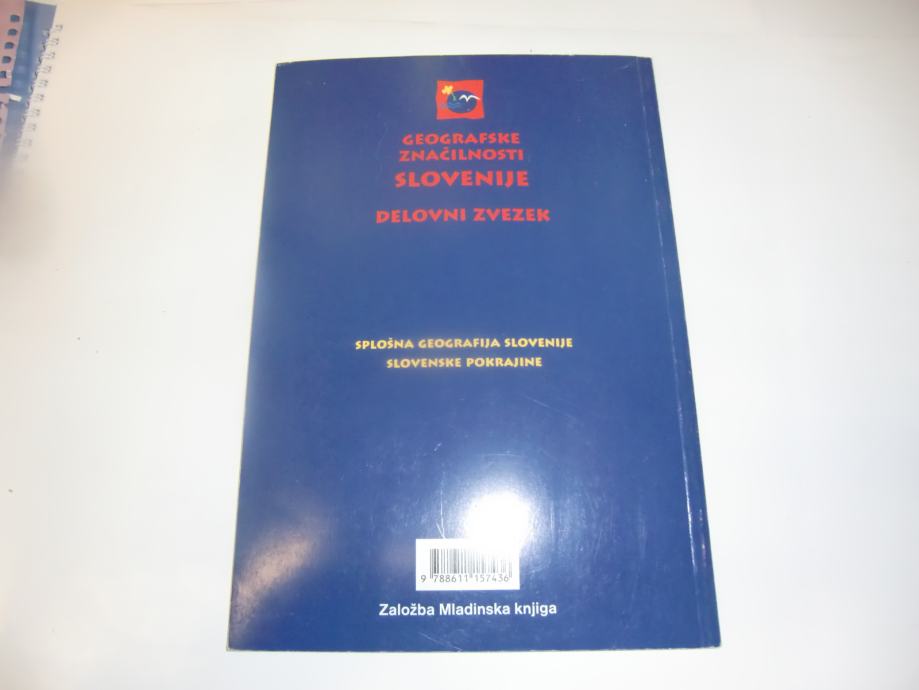 GEOGRAFSKE
ZNAČILNOSTI
SLOVENIJE
DELOVNI ZVEZEK
SPLOŠNA GEOGRAFIJA SLOVENIJE
SLOVENSKE POKRAJINE
9 788611 157436
Založba Mladinska knjiga